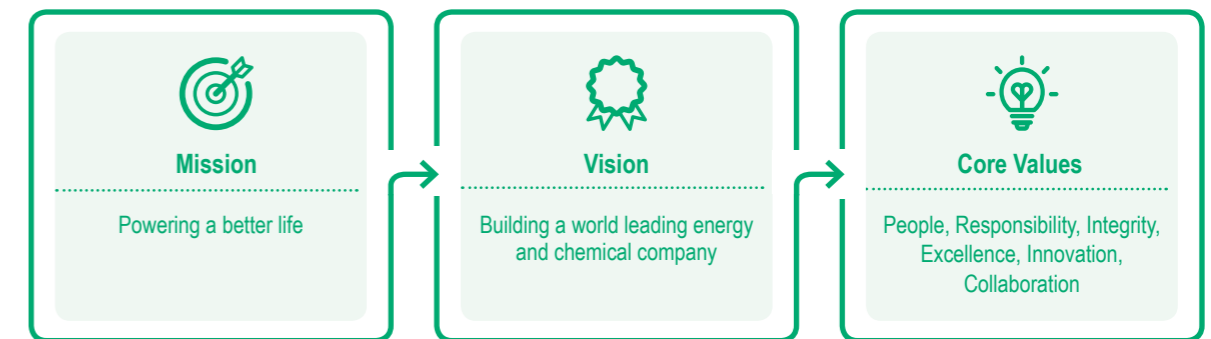 Mission
Powering a better life
Vision
Building a world leading energy
and chemical company
Core Values
People, Responsibility, Integrity,
Excellence, Innovation,
Collaboration